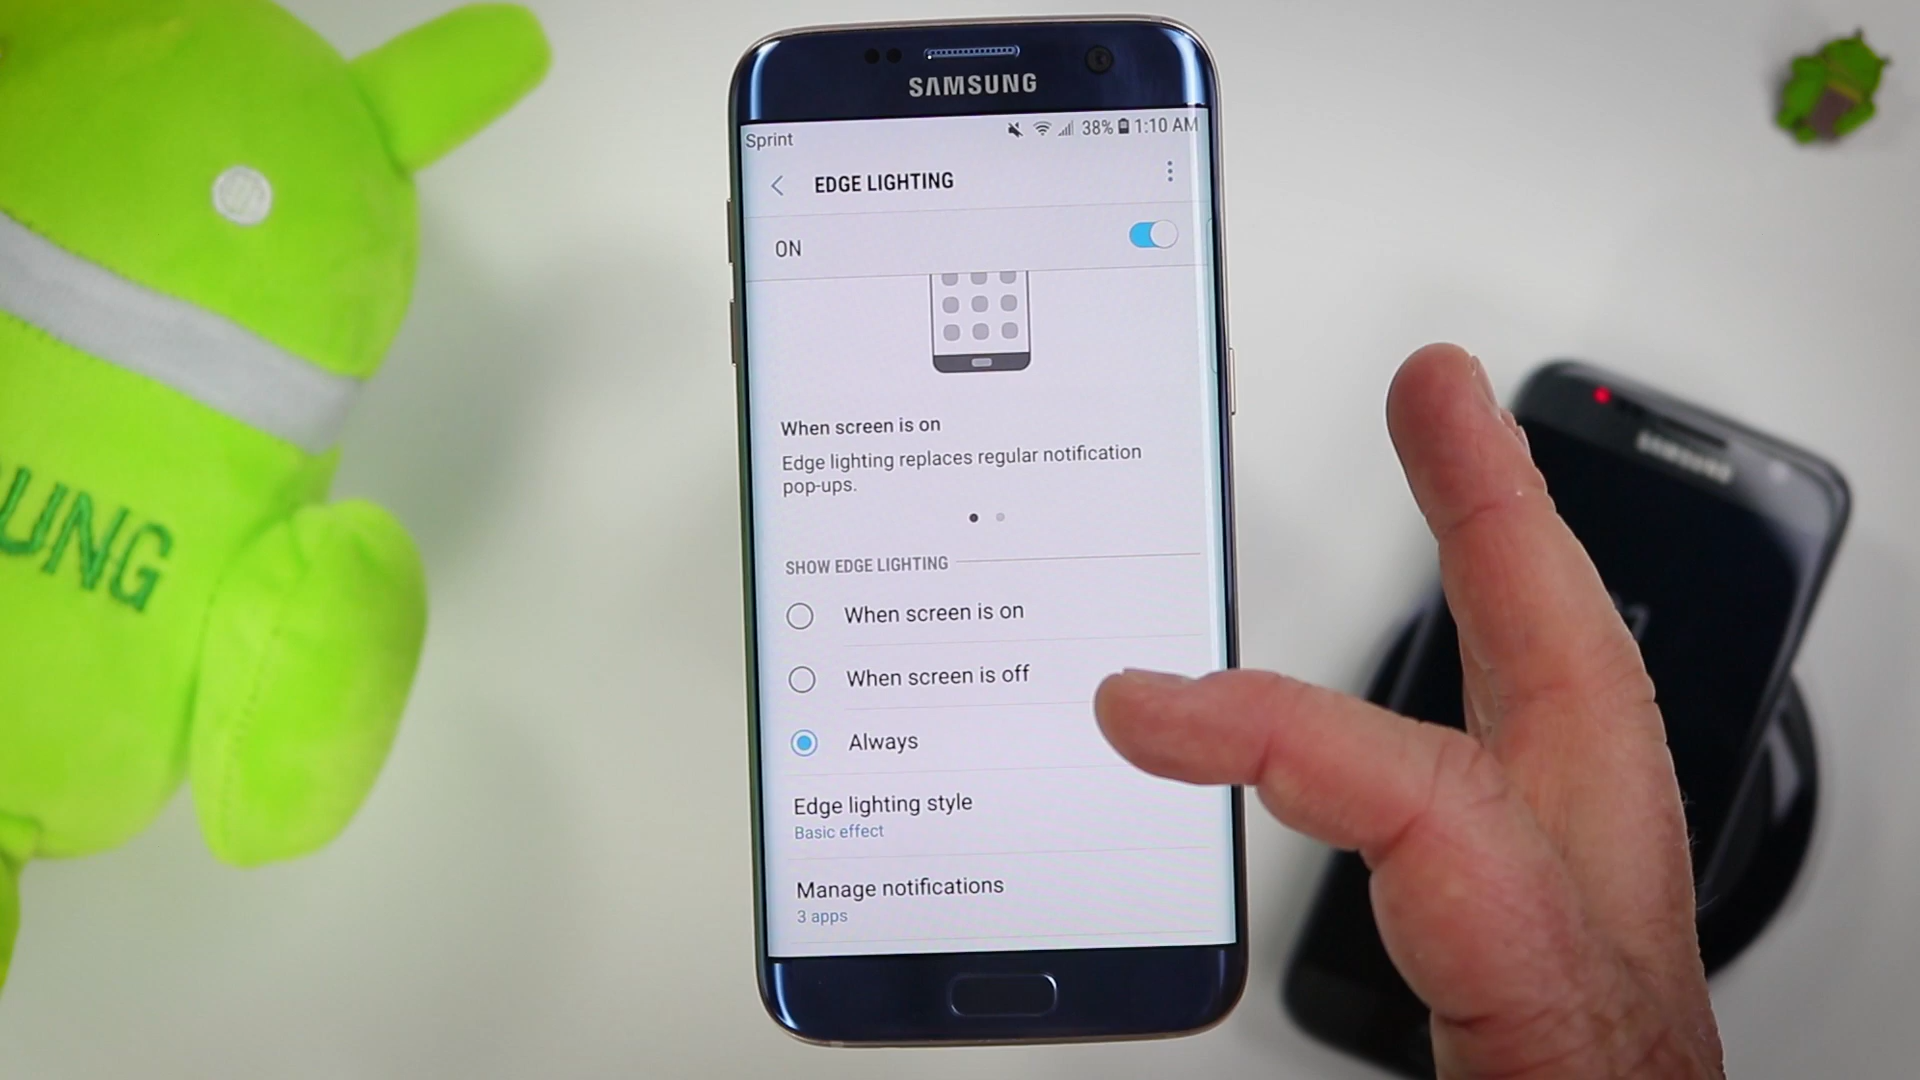 SAMSUNG
Sprint 38% 1:10 AM
EDGE LIGHTING
ON
When screen is on
Edge lighting replaces regular notification
pop-ups.
SHOW EDGE LIGHTING
When screen is on
When screen is off
Always
Edge lighting style
Basic effect
Manage notifications
3 apps
UNG
SAMSUNG